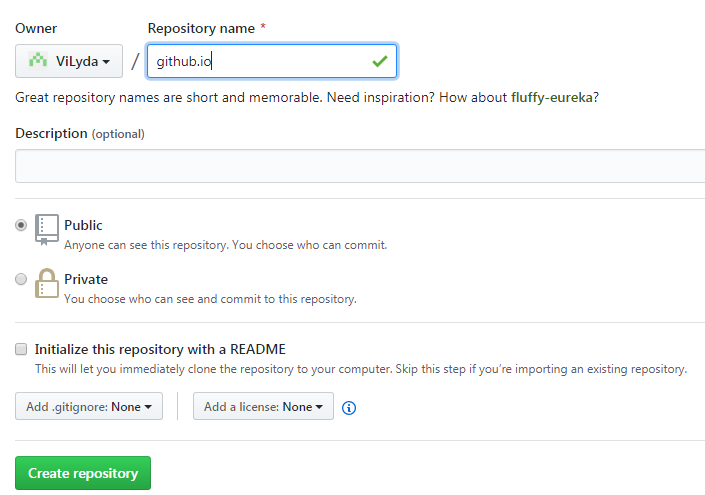 Owner Repository name *
ViLyda / github.io
Great repository names are short and memorable. Need inspiration? How about fluffy-eureka?
Description (optional)
Public
Anyone can see this repository. You choose who can commit.
Private
You choose who can see and commit to this repository.
Initialize this repository with a README
This will let you immediately clone the repository to your computer. Skip this step if you’re importing an existing repository.
Add .gitignore: None Add a license: None
Create repository